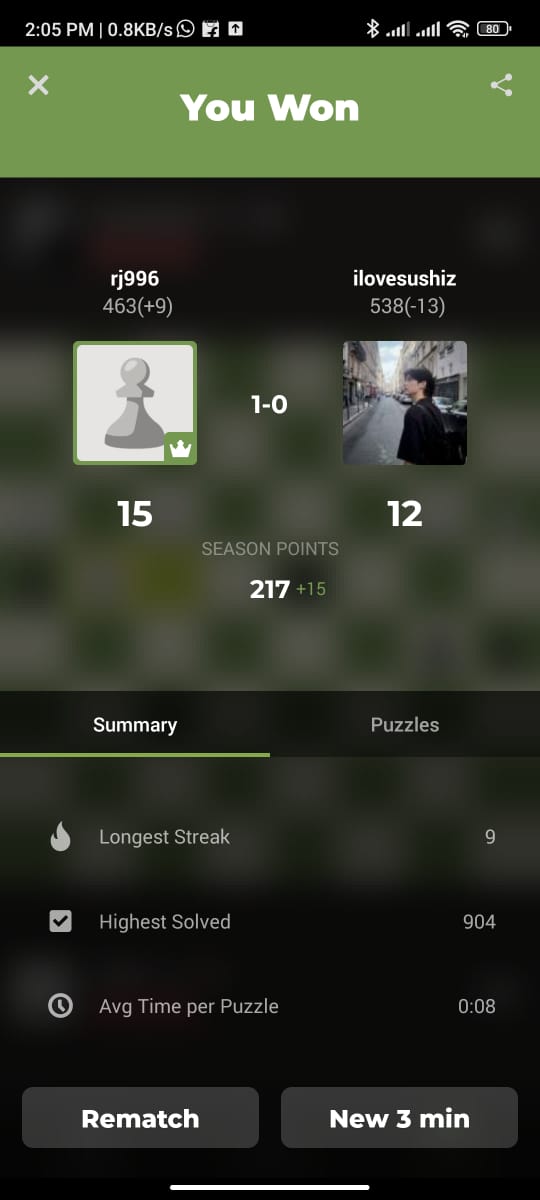 2:05 PM | 0.8KB/s 80
You Won
rj996 ilovesushiz
463(+9) 538(-13)
1-0
15 12
SEASON POINTS
217 +15
Summary Puzzles
Longest Streak 9
Highest Solved 904
Avg Time per Puzzle 0:08
Rematch New 3 min